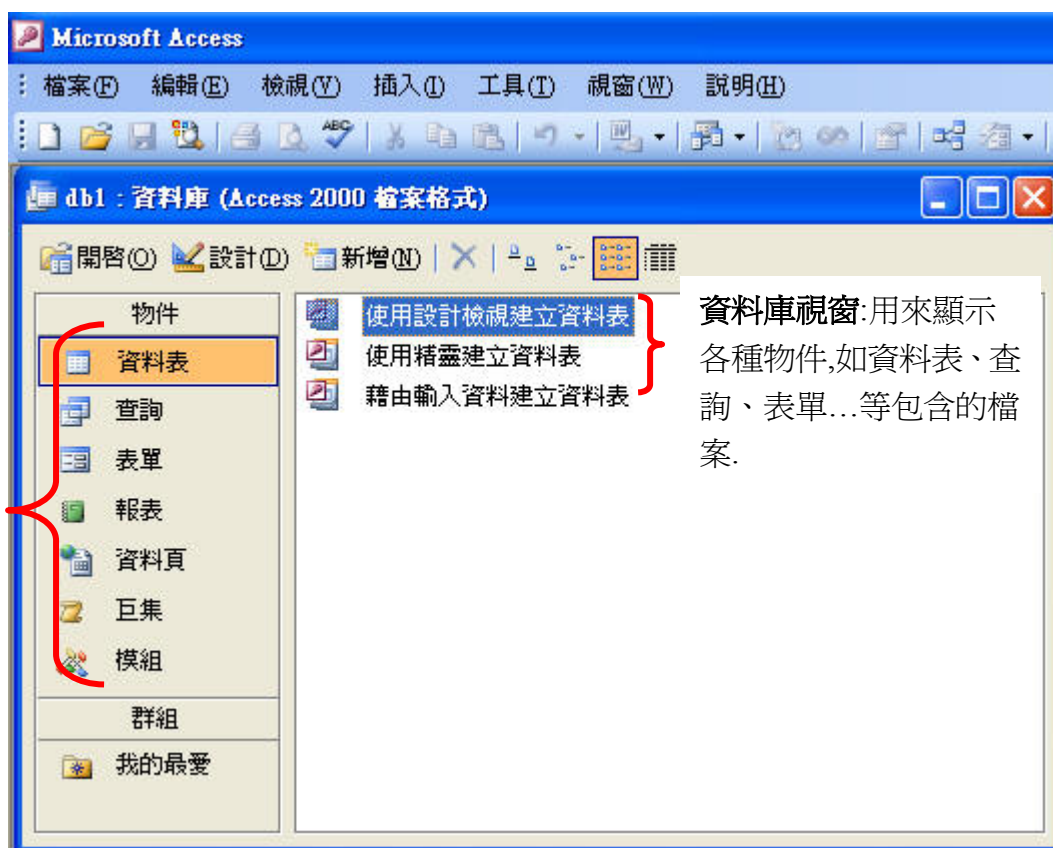 Microsoft Access
檔案(F) 編輯(E) 檢視(V) 插入(I) 工具(T) 視窗(W) 說明(H)
ABC
db1 : 資料庫 (Access 2000 檔案格式)
開啓(O) 設計(D) 新增(N)
物件
資料表
查詢
表單
報表
資料頁
巨集
模組
群組
我的最愛
使用設計檢視建立資料表
使用精靈建立資料表
藉由輸入資料建立資料表
資料庫視窗:用來顯示
各種物件,如資料表、查
詢、表單…等包含的檔
案.